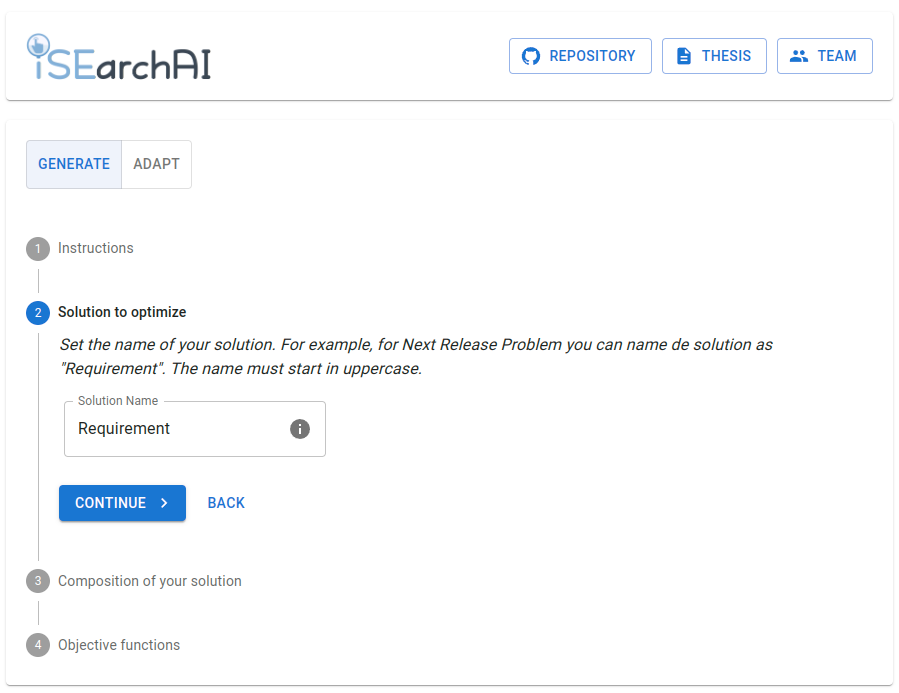 iSEarchAI
REPOSITORY
THESIS
TEAM
GENERATE
ADAPT
1 Instructions
2 Solution to optimize
Set the name of your solution. For example, for Next Release Problem you can name de solution as
"Requirement". The name must start in uppercase.
Solution Name
Requirement
CONTINUE
BACK
3 Composition of your solution
4 Objective functions